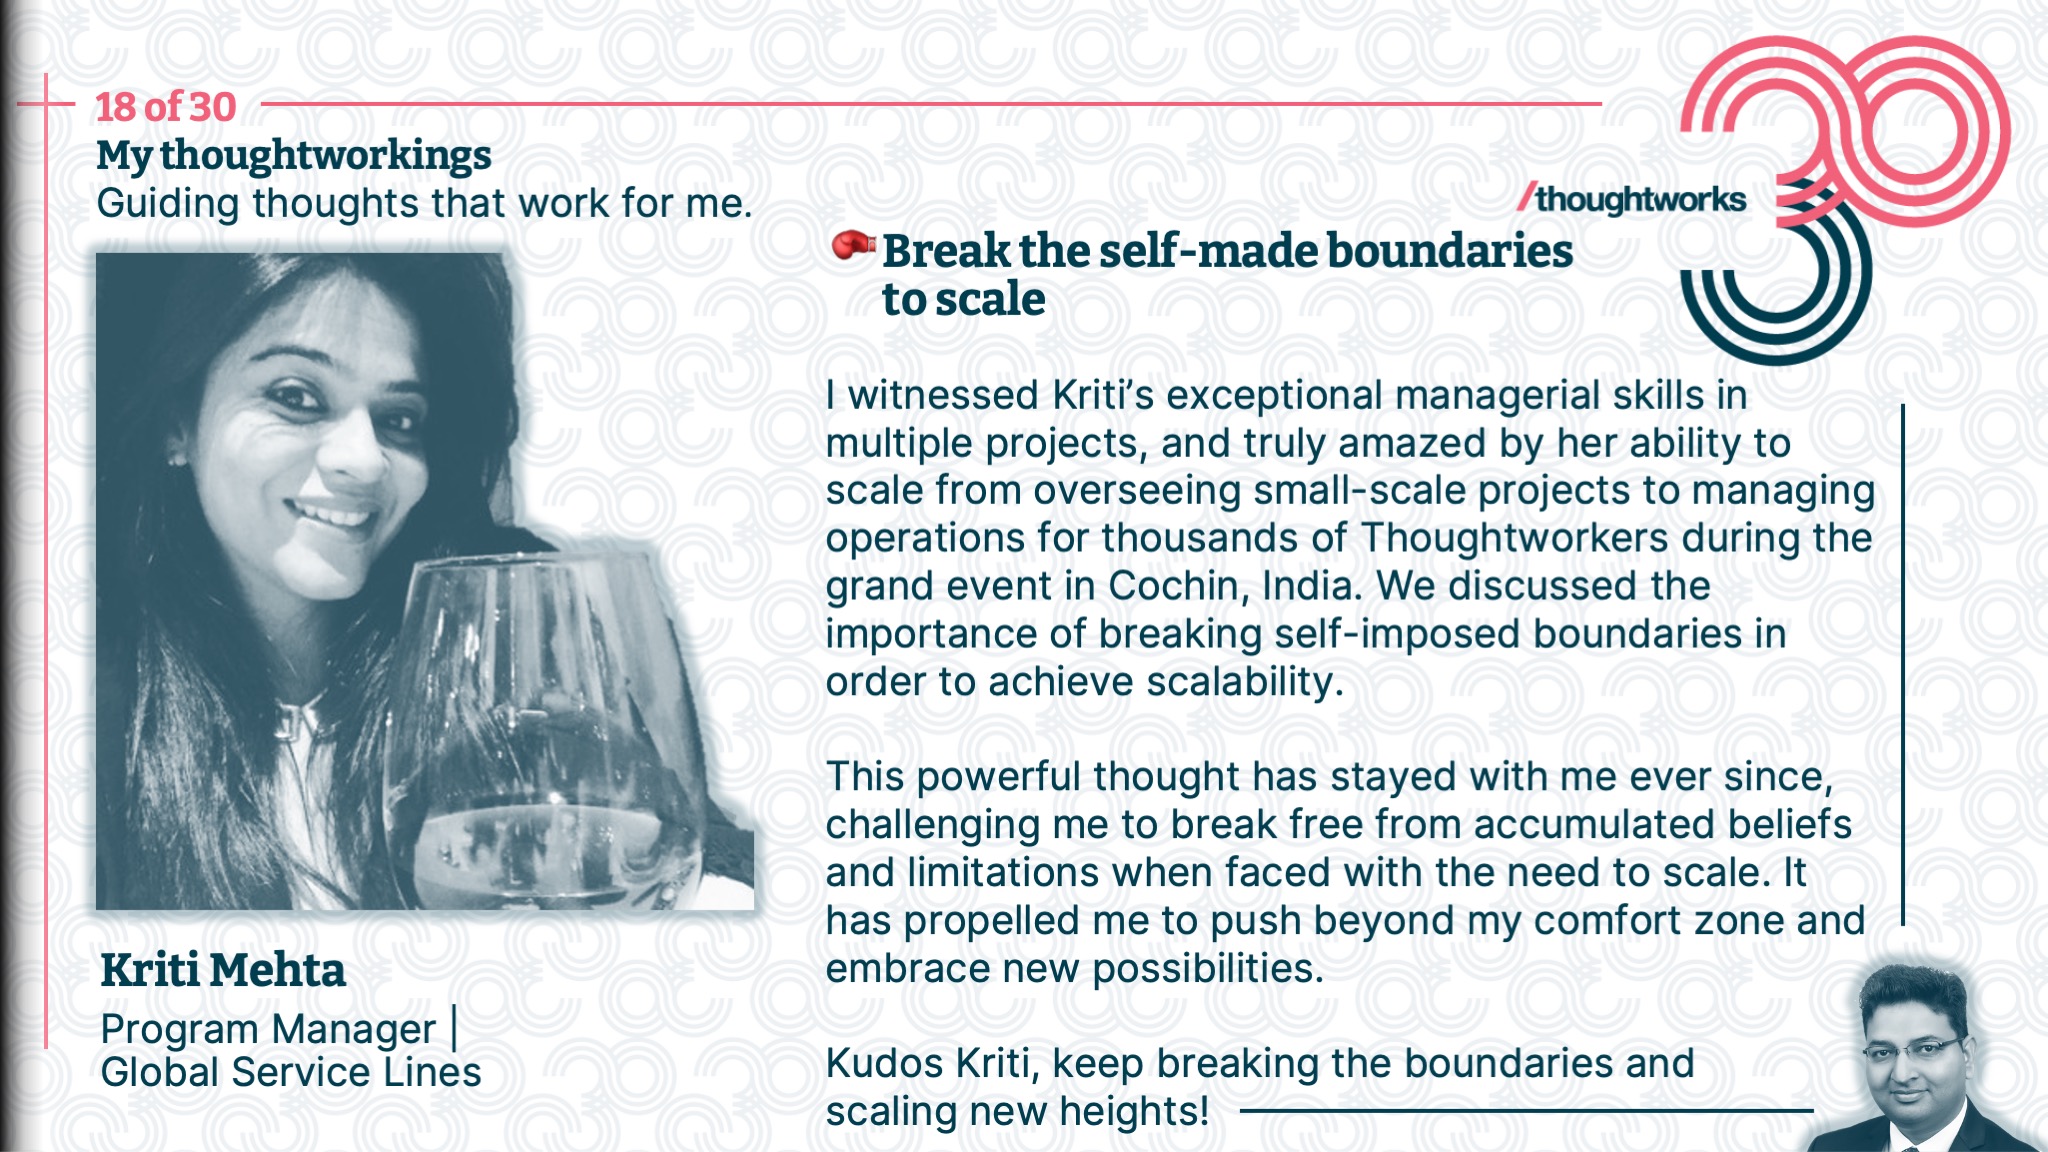 18 of 30
My thoughtworkings
Guiding thoughts that work for me.
/thoughtworks
30
Break the self-made boundaries
to scale
I witnessed Kriti’s exceptional managerial skills in
multiple projects, and truly amazed by her ability to
scale from overseeing small-scale projects to managing
operations for thousands of Thoughtworkers during the
grand event in Cochin, India. We discussed the
importance of breaking self-imposed boundaries in
order to achieve scalability.
This powerful thought has stayed with me ever since,
challenging me to break free from accumulated beliefs
and limitations when faced with the need to scale. It
has propelled me to push beyond my comfort zone and
embrace new possibilities.
Kudos Kriti, keep breaking the boundaries and
scaling new heights!
Kriti Mehta
Program Manager |
Global Service Lines